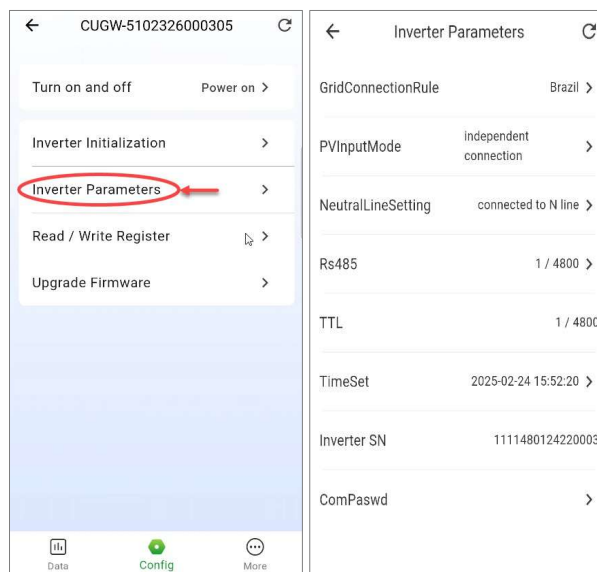 CUGW-5102326000305
Turn on and off Power on
Inverter Initialization
Inverter Parameters
Read / Write Register
Upgrade Firmware
Data Config More
Inverter Parameters
GridConnectionRule Brazil
PVInputMode independent
connection
NeutralLineSetting connected to N line
Rs485 1 / 4800
TTL 1 / 4800
TimeSet 2025-02-24 15:52:20
Inverter SN 1111480124220003
ComPaswd